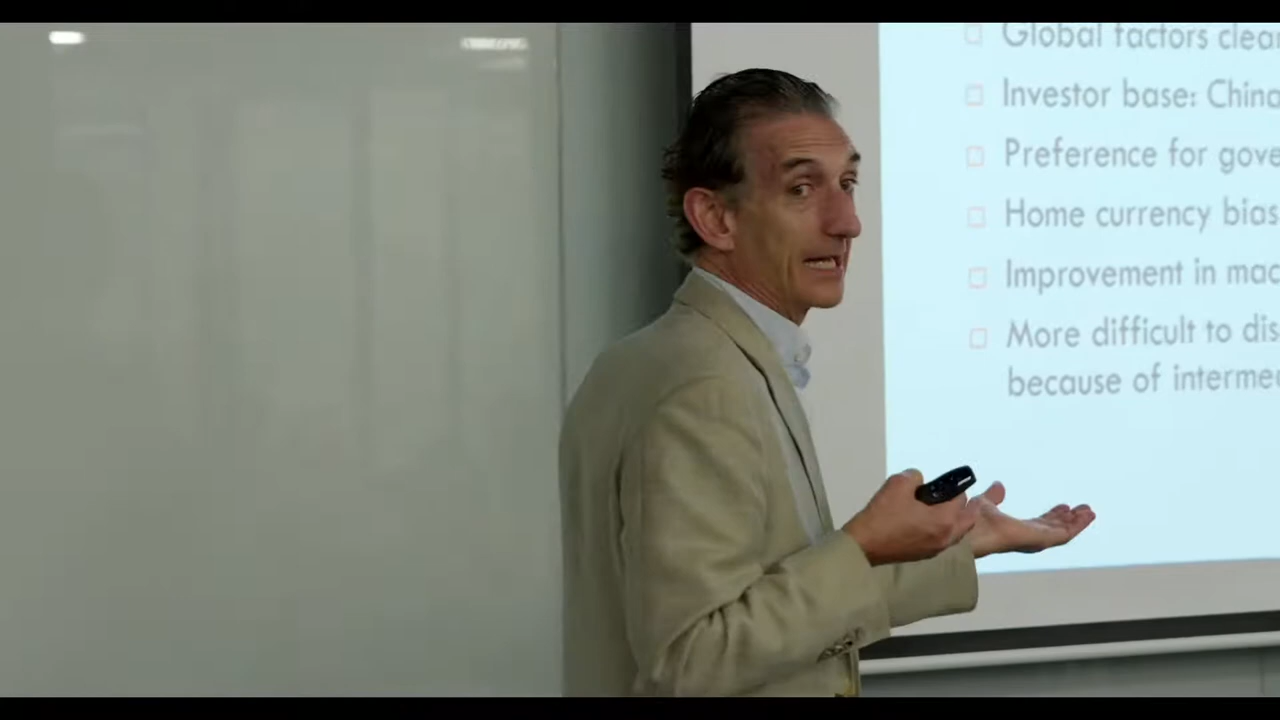 Global factors clear
Investor base: China
Preference for gove
Home currency bias
Improvement in mac
More difficult to dis
because of interme